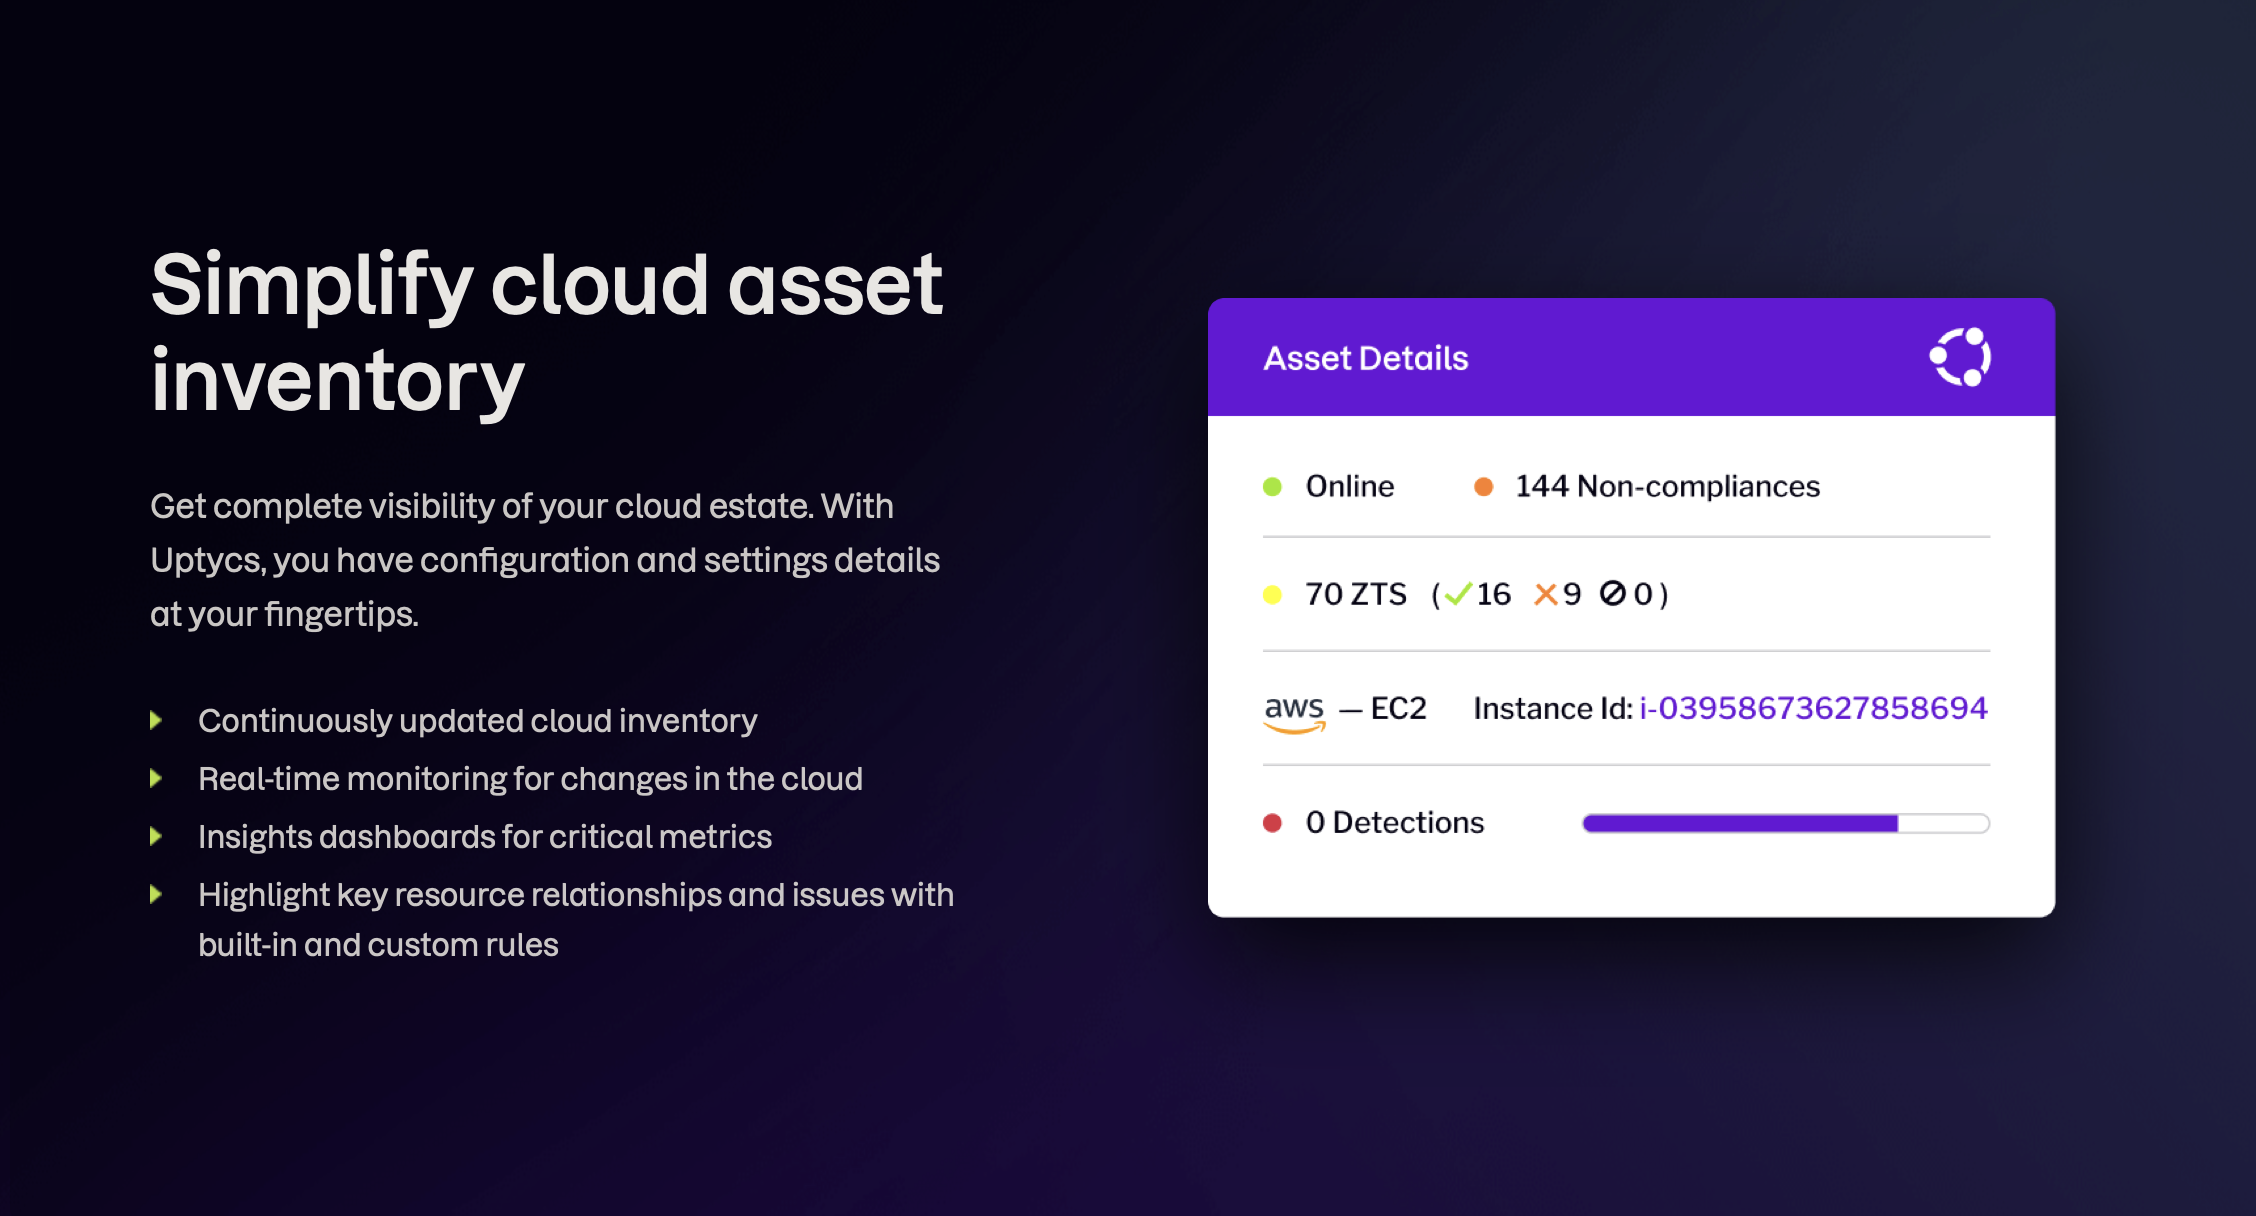 Simplify cloud asset
inventory
Get complete visibility of your cloud estate. With
Uptycs, you have configuration and settings details
at your fingertips.
Continuously updated cloud inventory
Real-time monitoring for changes in the cloud
Insights dashboards for critical metrics
Highlight key resource relationships and issues with
built-in and custom rules
Asset Details
Online 144 Non-compliances
70 ZTS (✓16 ✕9 ⊘0)
aws — EC2 Instance Id: i-03958673627858694
0 Detections